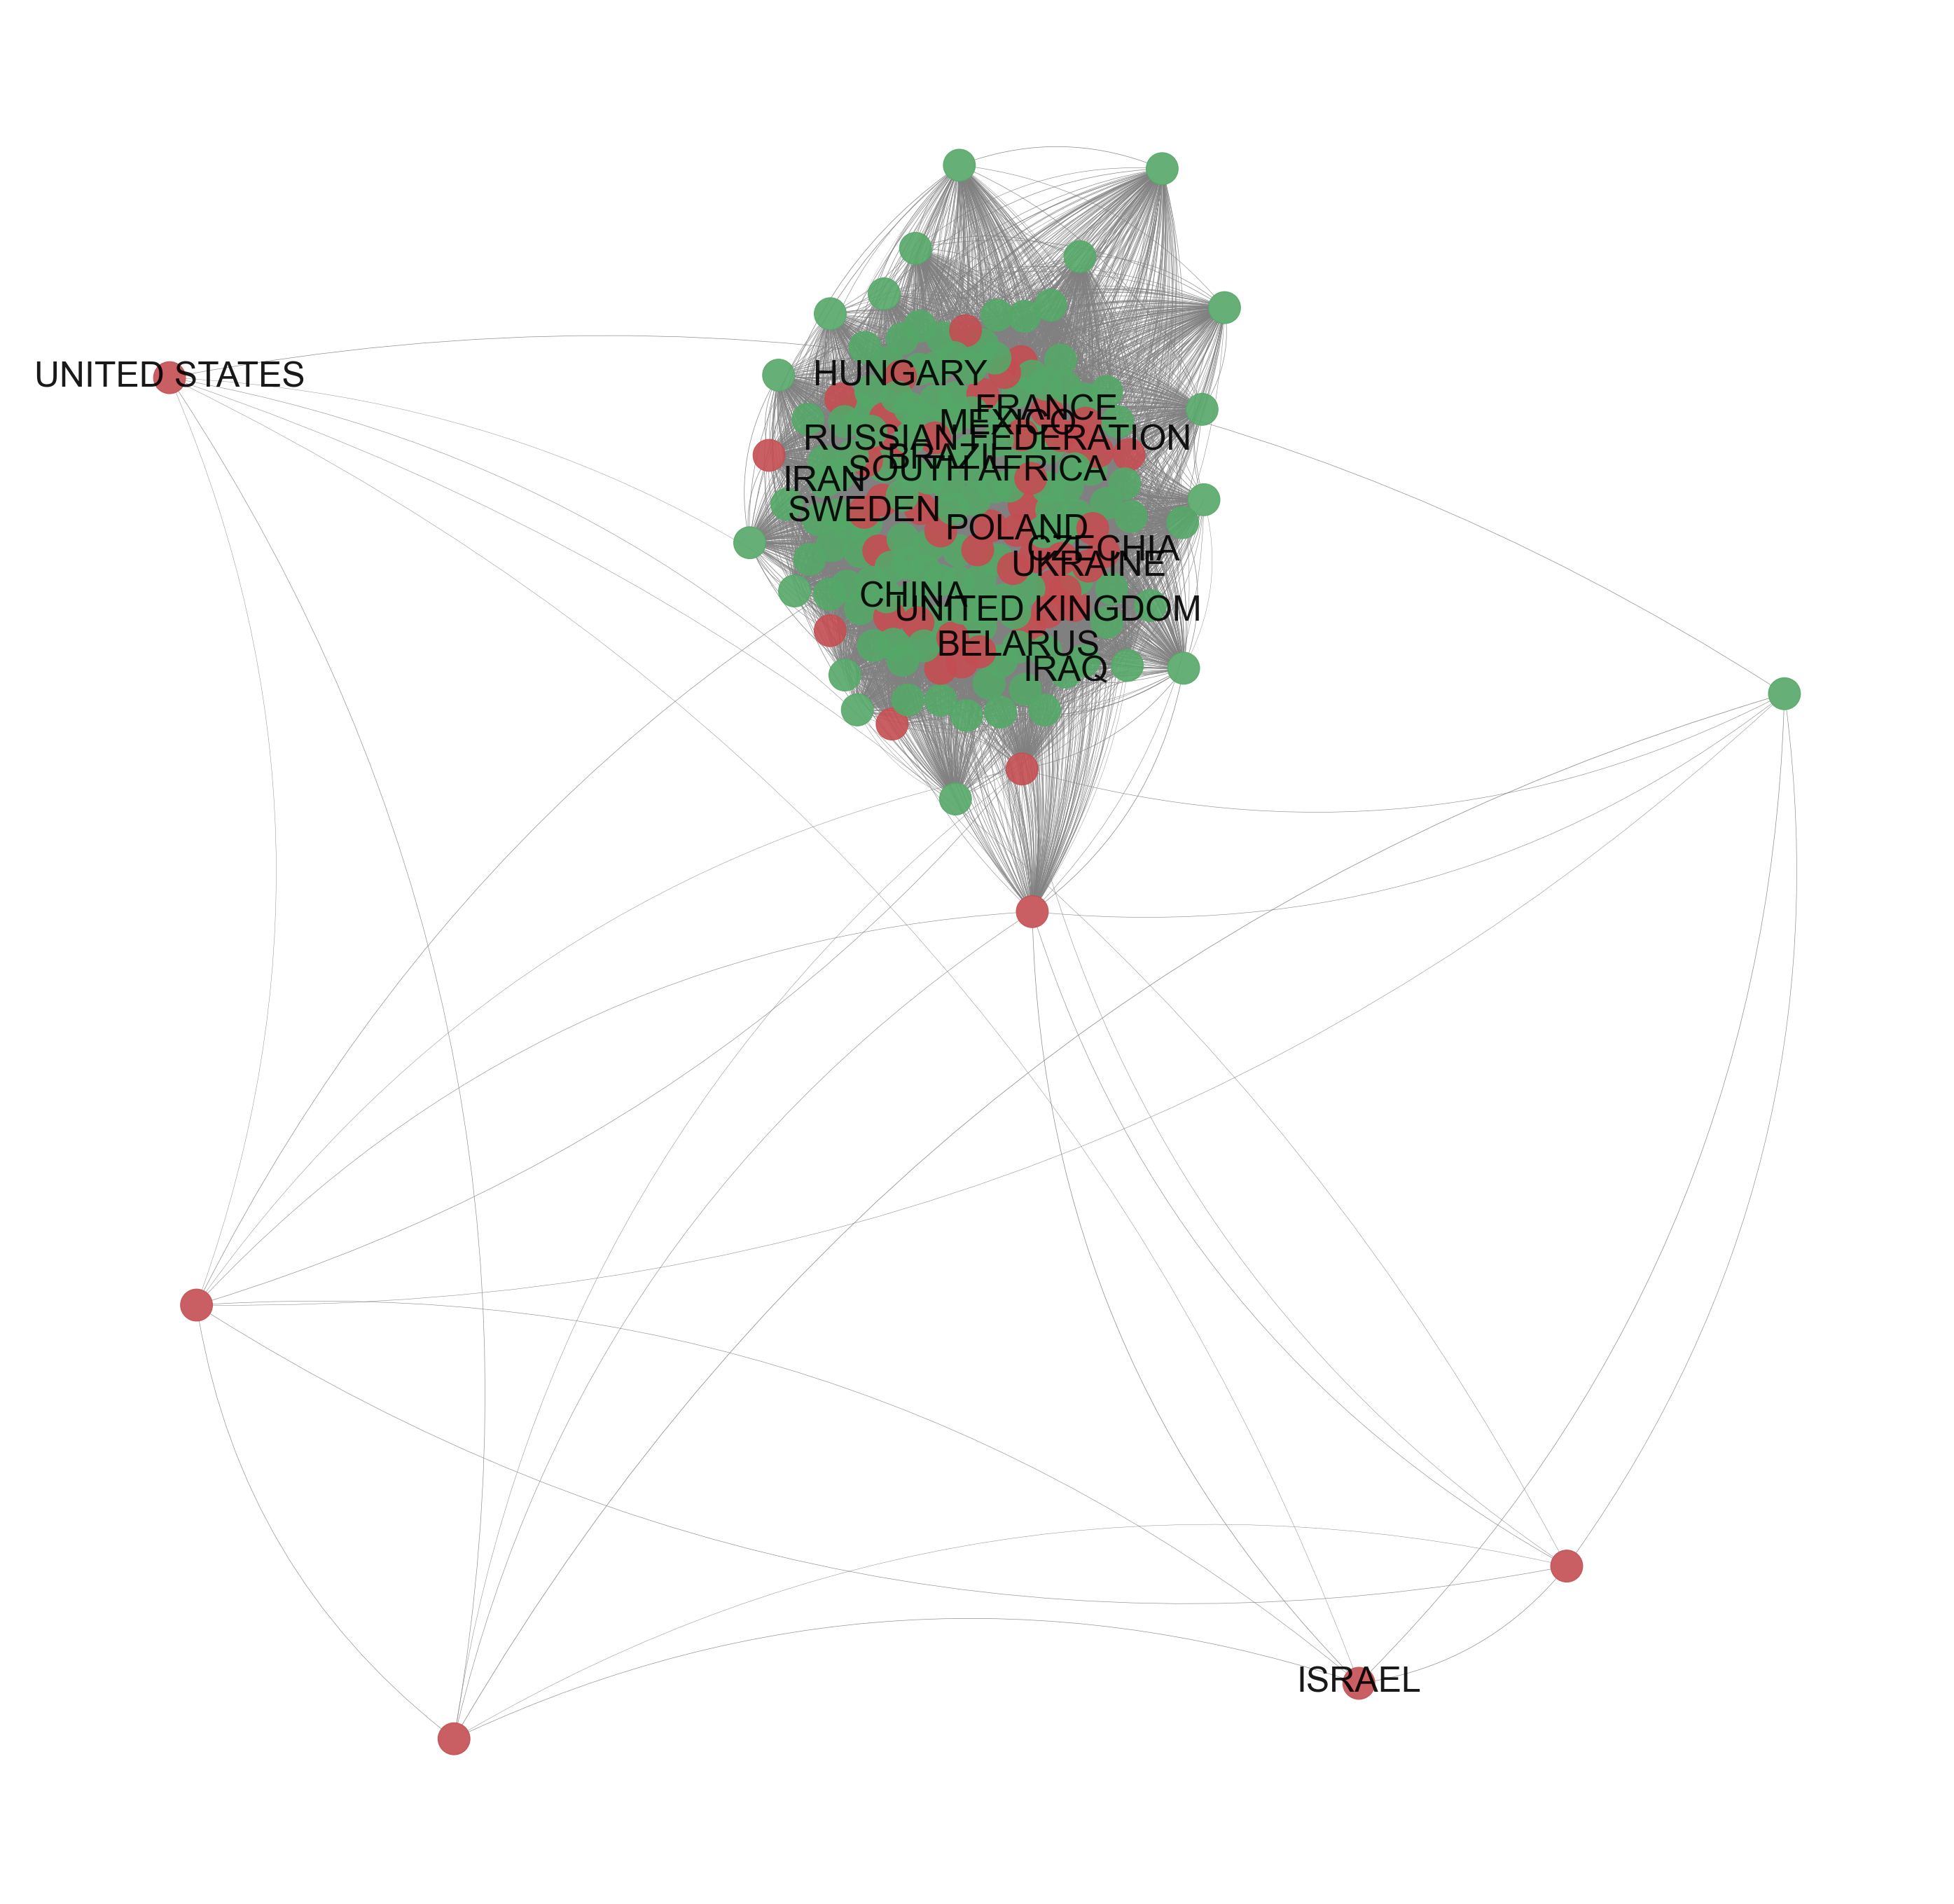 UNITED STATES
HUNGARY
FRANCE
MEXICO
RUSSIAN FEDERATION
BRAZIL
SOUTH AFRICA
IRAN
SWEDEN
POLAND
CZECHIA
UKRAINE
CHINA
UNITED KINGDOM
BELARUS
IRAQ
ISRAEL